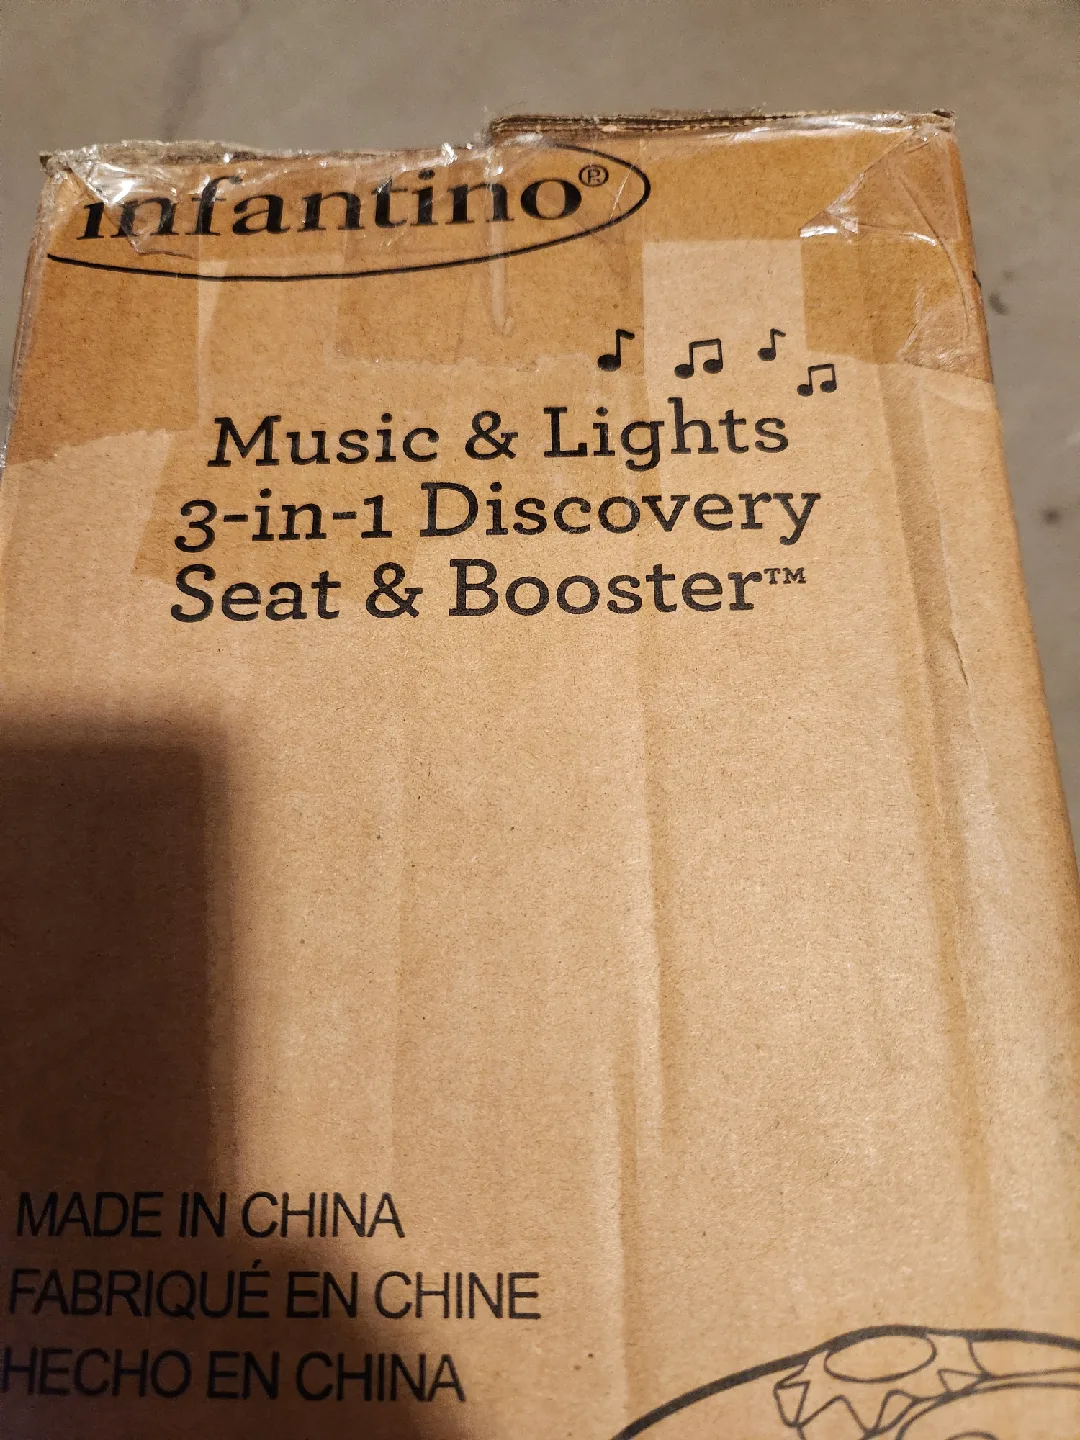 infantino®
Music & Lights
3-in-1 Discovery
Seat & Booster™
MADE IN CHINA
FABRIQUÉ EN CHINE
HECHO EN CHINA